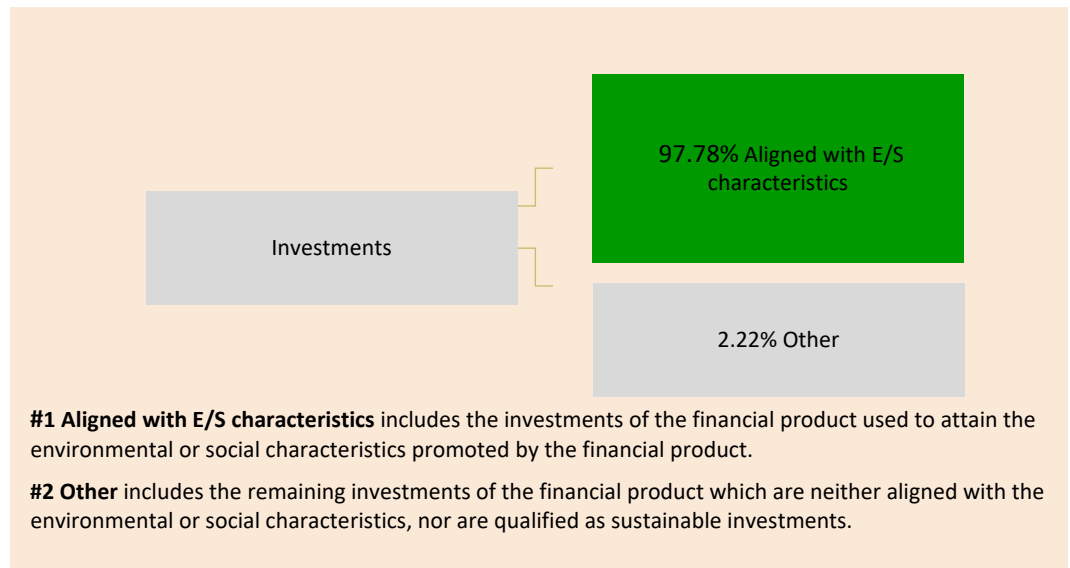 97.78% Aligned with E/S
characteristics
Investments
2.22% Other
#1 Aligned with E/S characteristics includes the investments of the financial product used to attain the
environmental or social characteristics promoted by the financial product.
#2 Other includes the remaining investments of the financial product which are neither aligned with the
environmental or social characteristics, nor are qualified as sustainable investments.